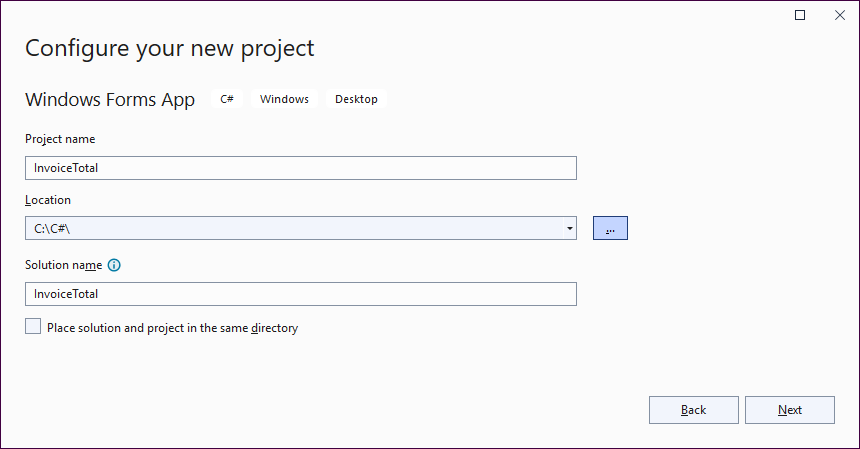 Configure your new project
Windows Forms App C# Windows Desktop
Project name
InvoiceTotal
Location
C:\C#\
...
Solution name
InvoiceTotal
Place solution and project in the same directory
Back Next